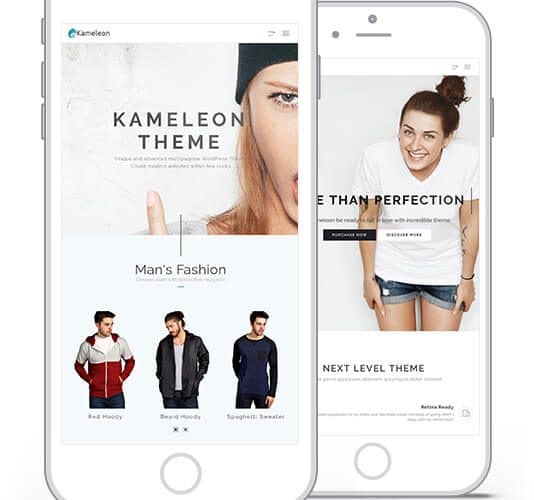 Kameleon
KAMELEON
THEME
Unique and advanced multipurpose WordPress
Create modern websites within few clicks
Man's Fashion
Red Hoody
Beard Hoody
Spaghetti Sweater
THAN PERFECTION
be ready to fall in love with incredible theme
PURCHASE NOW
DISCOVER MORE
NEXT LEVEL THEME
Retina Ready